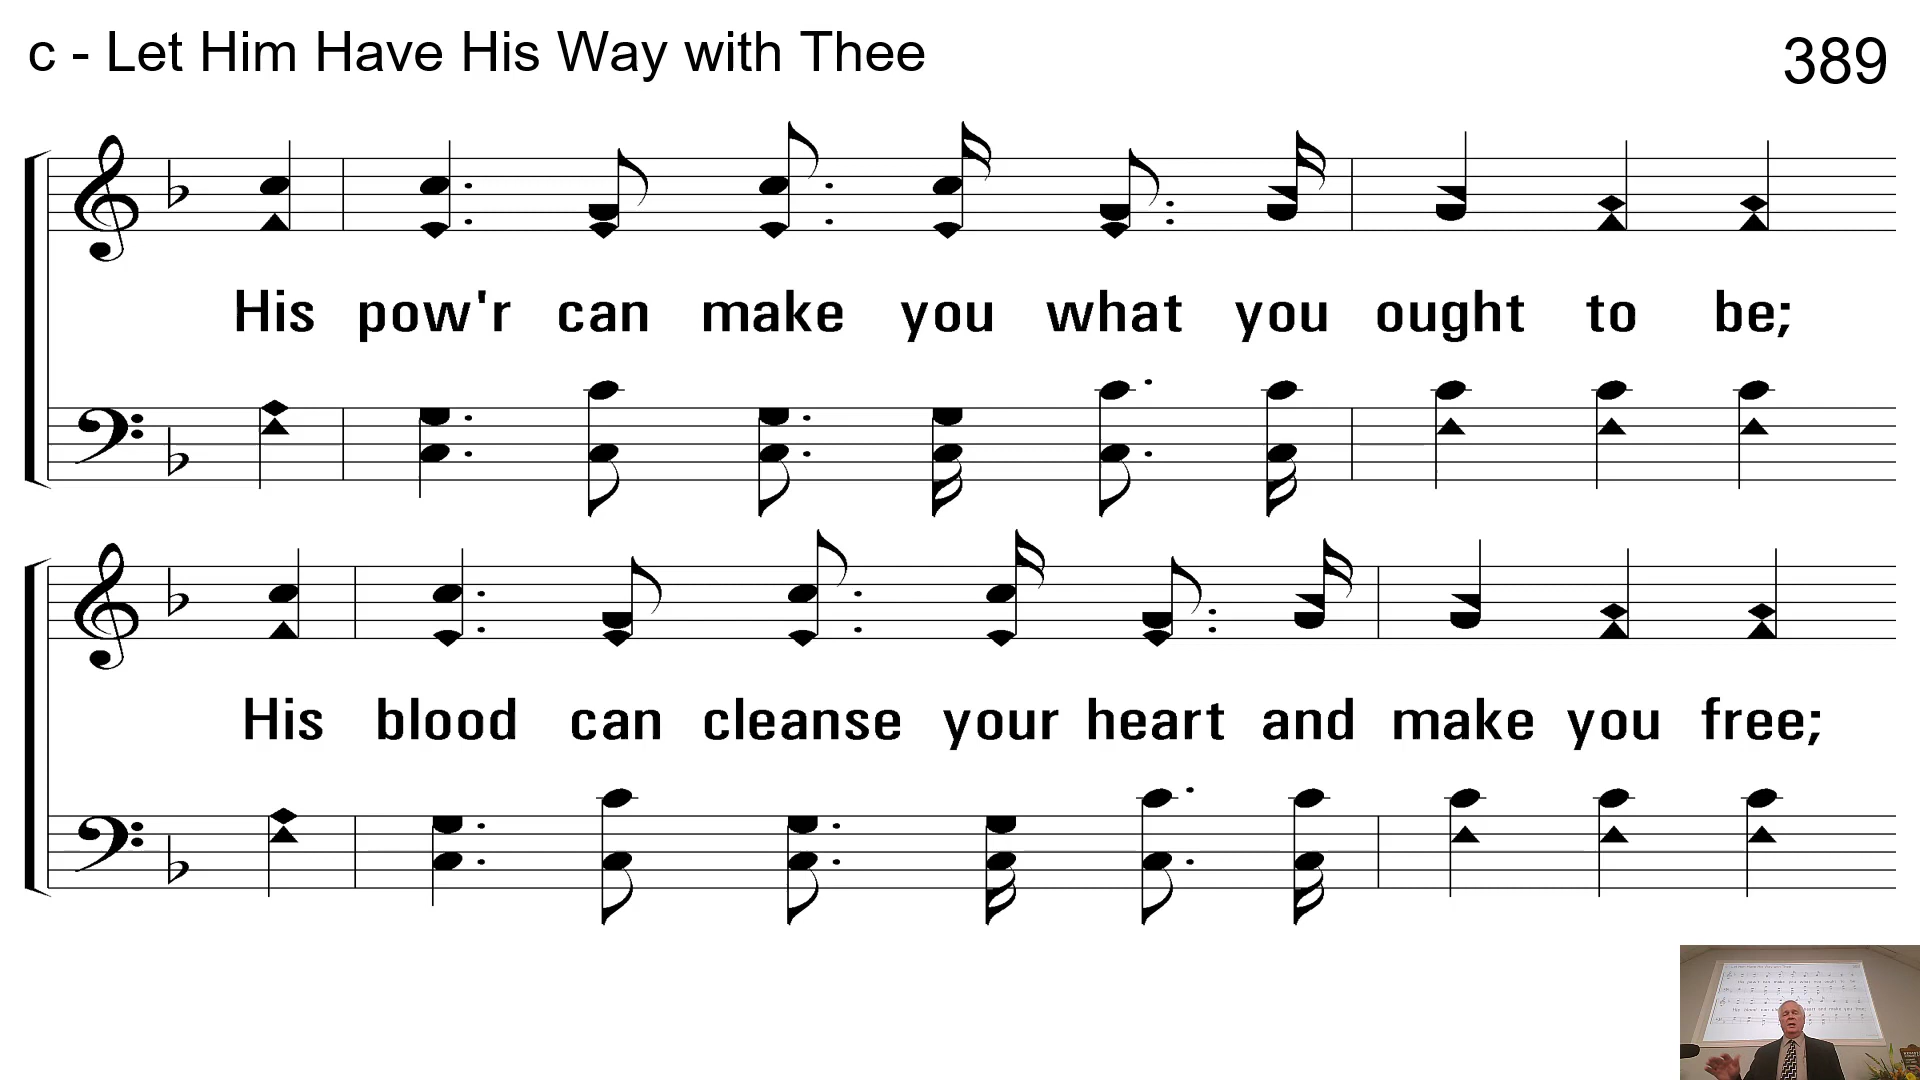 c - Let Him Have His Way with Thee
389
His pow'r can make you what you ought to be;
His blood can cleanse your heart and make you free;